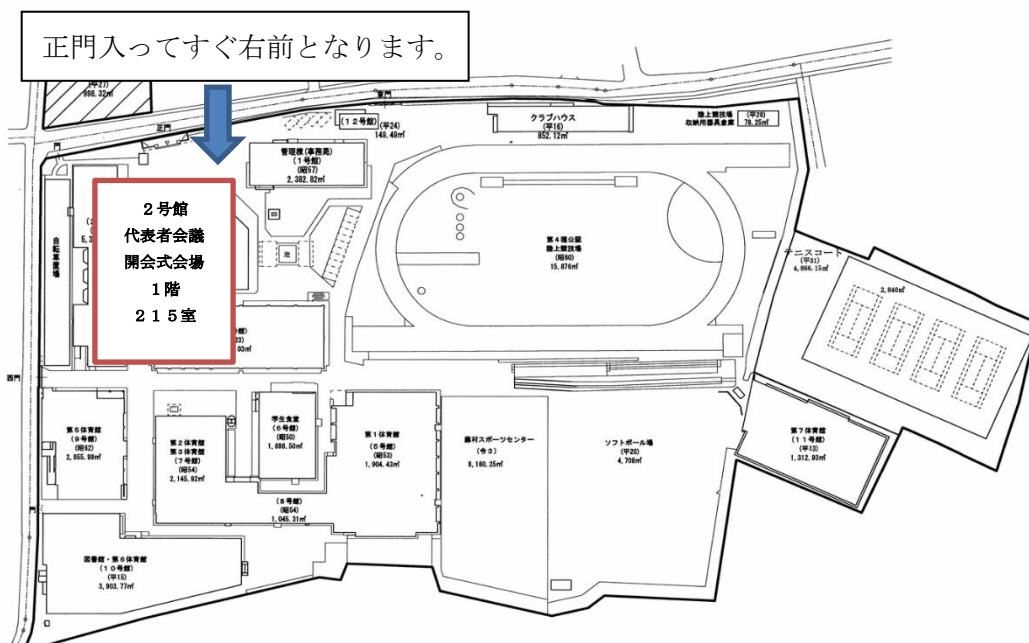 正門入ってすぐ右前となります。
(平27)
998.32㎡
正門
東門
門
(12号館)
(平24)
149.49㎡
クラブハウス
(平16)
852.12㎡
陸上競技場
収納用器具倉庫
(平29)
79.25㎡
管理棟(事務局)
(1号館)
(昭57)
2,382.82㎡
2号館
代表者会議
開会式会場
1階
215室
自転車置場
池
第4種公認
陸上競技場
(昭60)
15,876㎡
テニスコート
(平31)
4,866.15㎡
2,840㎡
号館)
23)
03㎡
西門
第5体育館
(9号館)
(昭62)
2,855.99㎡
第2体育館
第3体育館
(7号館)
(昭54)
2,145.92㎡
学生食堂
(6号館)
(昭50)
1,698.50㎡
第1体育館
(5号館)
(昭53)
1,904.43㎡
藤村スポーツセンター
(令3)
8,160.25㎡
ソフトボール場
(平20)
4,708㎡
第7体育館
(11号館)
(平13)
1,312.93㎡
(8号館)
(昭54)
1,045.31㎡
門
図書館・第6体育館
(10号館)
(平15)
3,903.77㎡